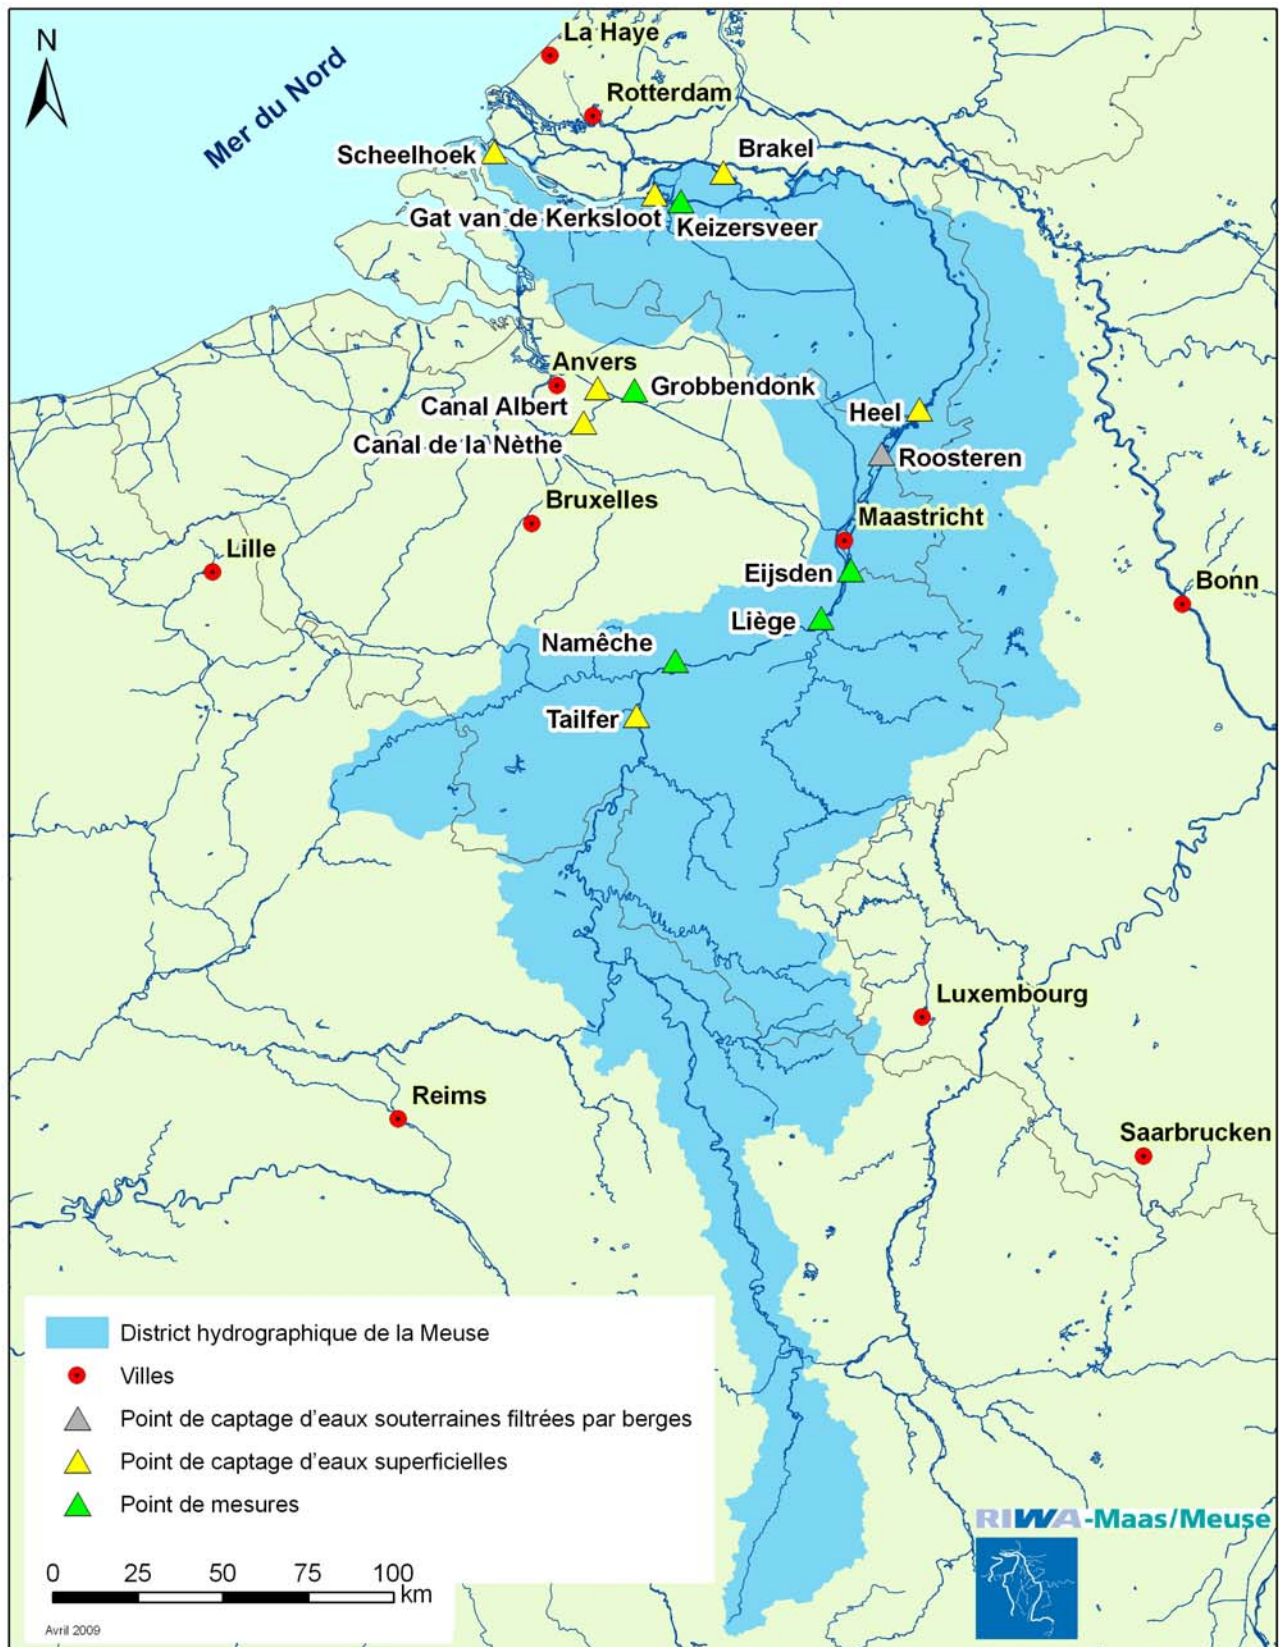 N
Mer du Nord
La Haye
Rotterdam
Scheelhoek
Brakel
Gat van de Kerksloot
Keizersveer
Anvers
Canal Albert
Grobbendonk
Canal de la Nèthe
Heel
Roosteren
Bruxelles
Maastricht
Lille
Eijsden
Bonn
Liège
Namêche
Tailfer
Luxembourg
Reims
Saarbrucken
District hydrographique de la Meuse
Villes
Point de captage d'eaux souterraines filtrées par berges
Point de captage d'eaux superficielles
Point de mesures
0 25 50 75 100
km
Avril 2009
RIWA-Maas/Meuse